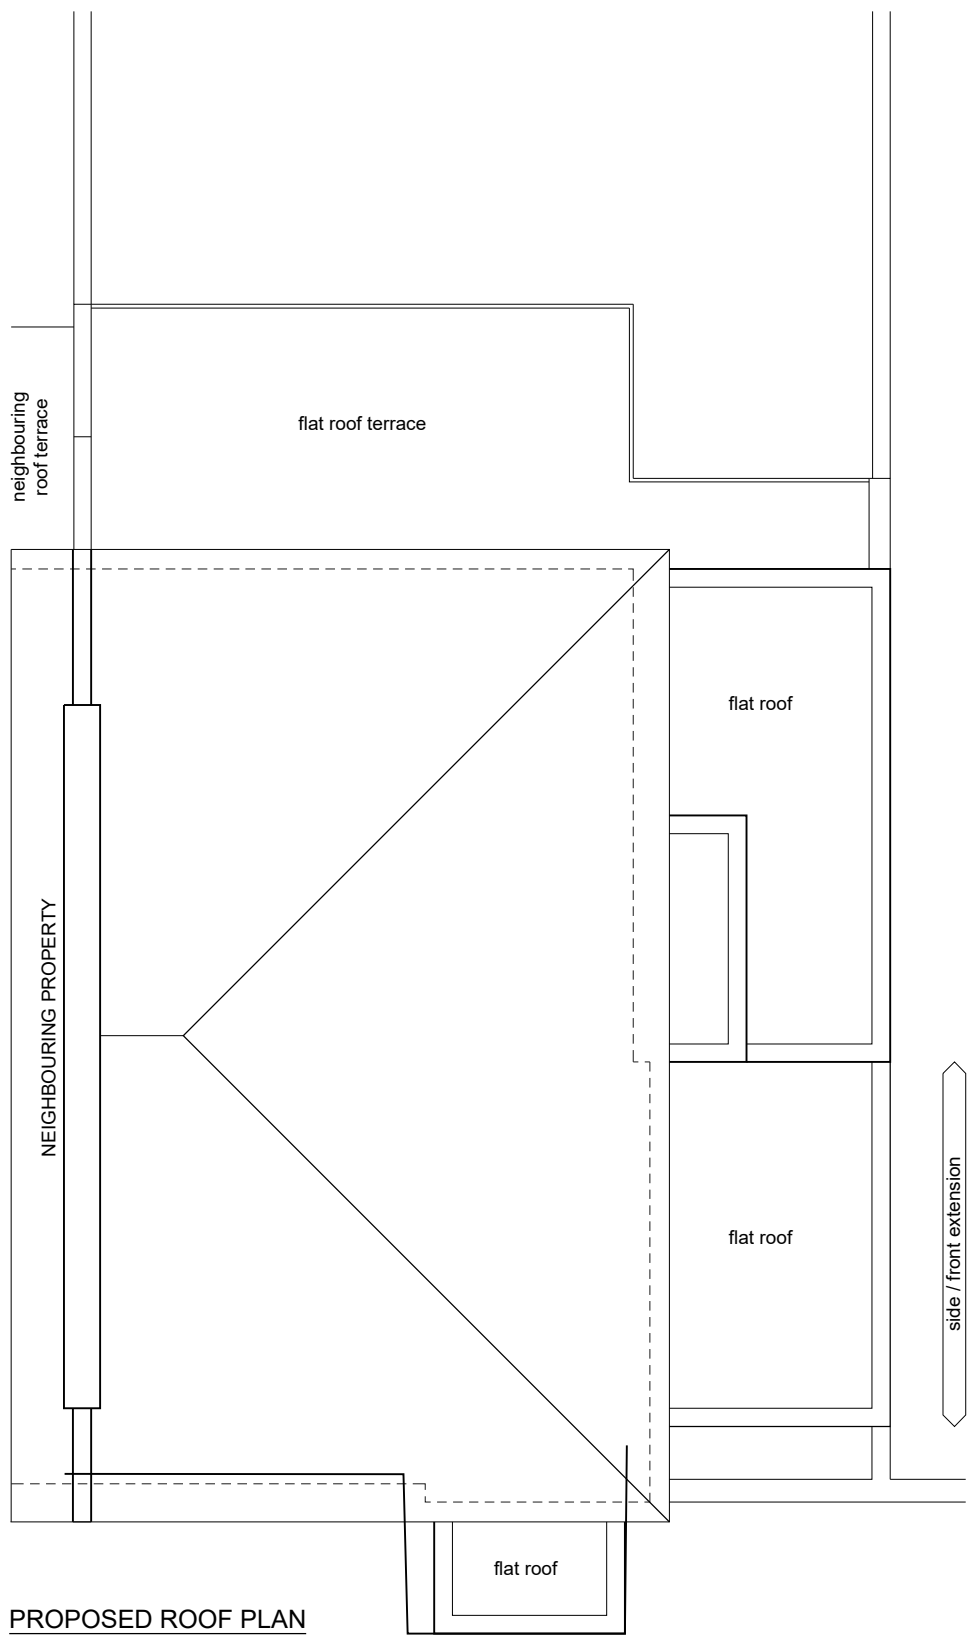 neighbouring
roof terrace
flat roof terrace
flat roof
NEIGHBOURING PROPERTY
flat roof
side / front extension
flat roof
PROPOSED ROOF PLAN